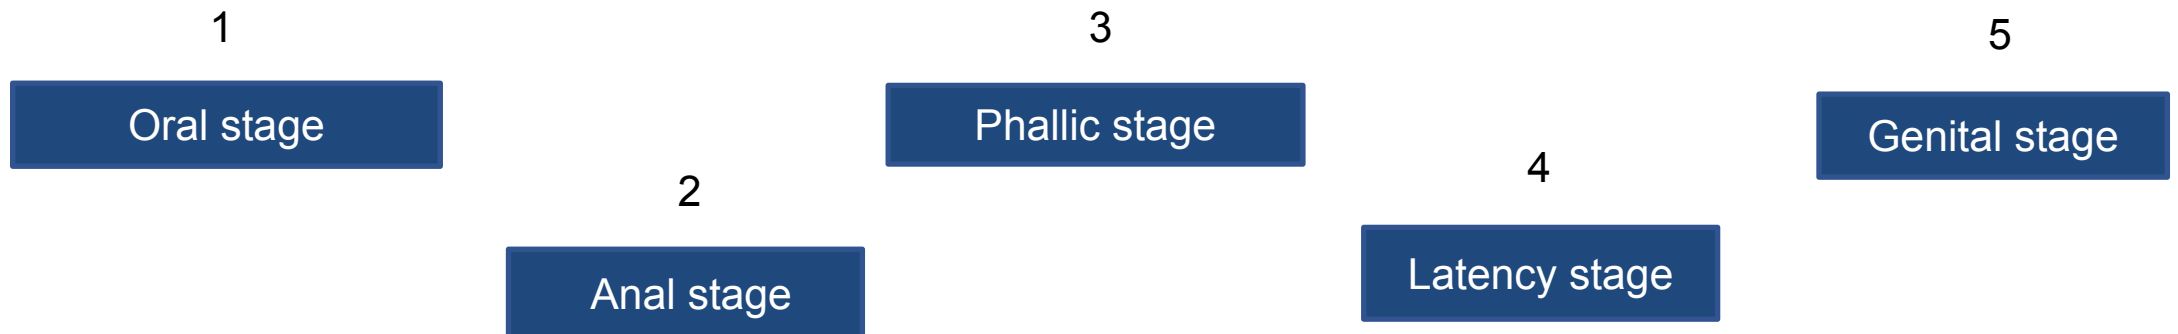 1
Oral stage
2
Anal stage
3
Phallic stage
4
Latency stage
5
Genital stage